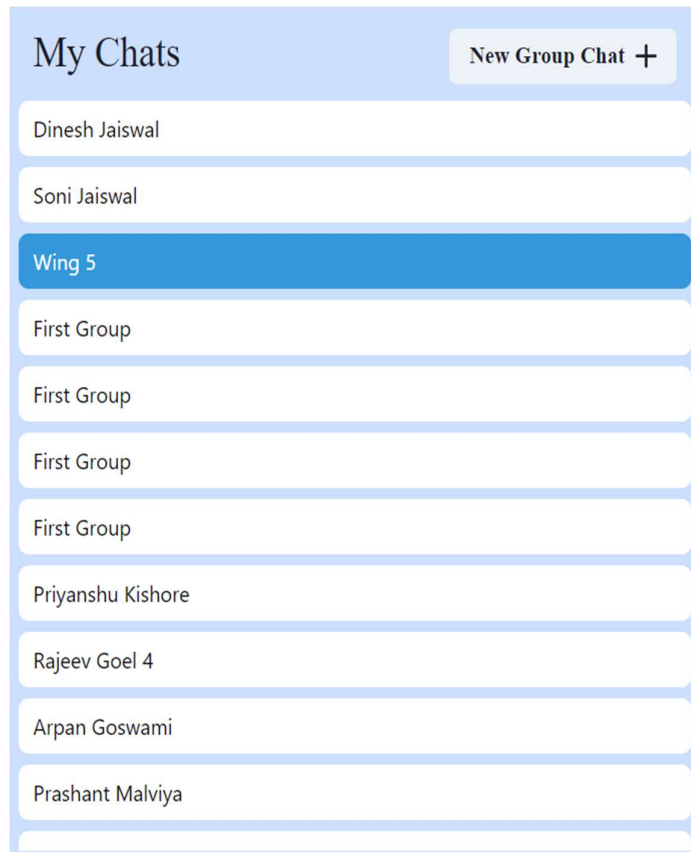 My Chats
New Group Chat +
Dinesh Jaiswal
Soni Jaiswal
Wing 5
First Group
First Group
First Group
First Group
Priyanshu Kishore
Rajeev Goel 4
Arpan Goswami
Prashant Malviya